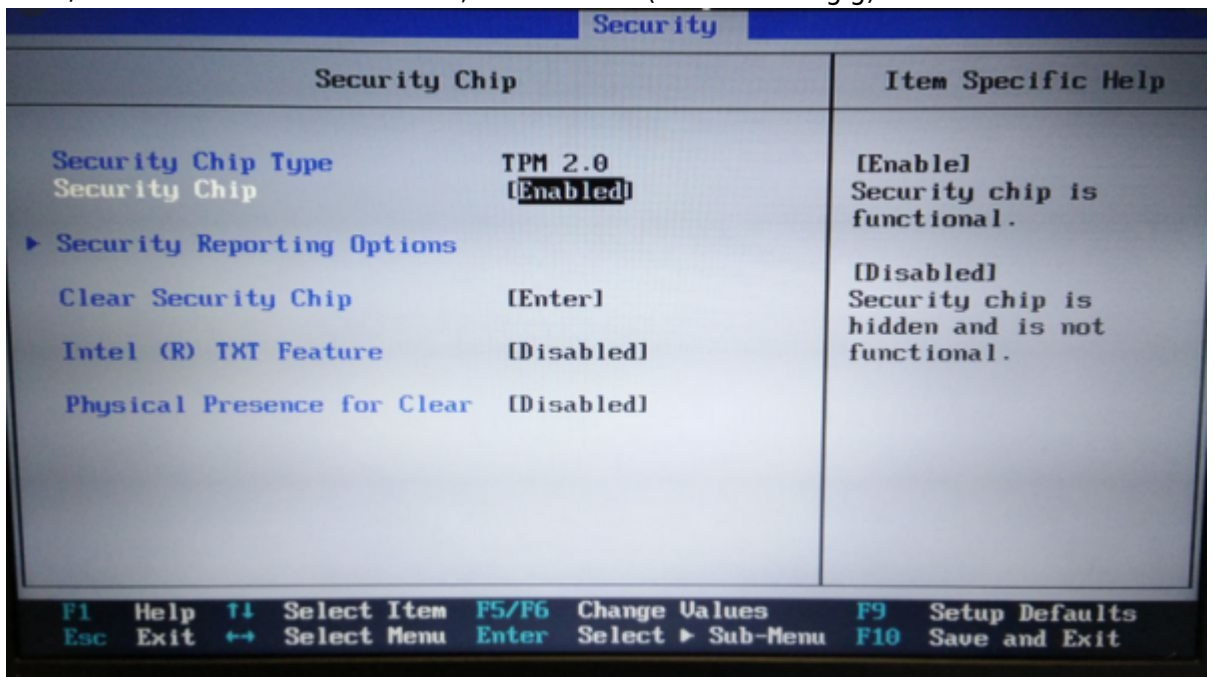 Security
Security Chip
Item Specific Help
Security Chip Type TPM 2.0
Security Chip [Enabled]
▶ Security Reporting Options
Clear Security Chip [Enter]
Intel (R) TXT Feature [Disabled]
Physical Presence for Clear [Disabled]
[Enable]
Security chip is
functional.
[Disabled]
Security chip is
hidden and is not
functional.
F1 Help ↑↓ Select Item F5/F6 Change Values F9 Setup Defaults
Esc Exit ↔ Select Menu Enter Select ▶ Sub-Menu F10 Save and Exit